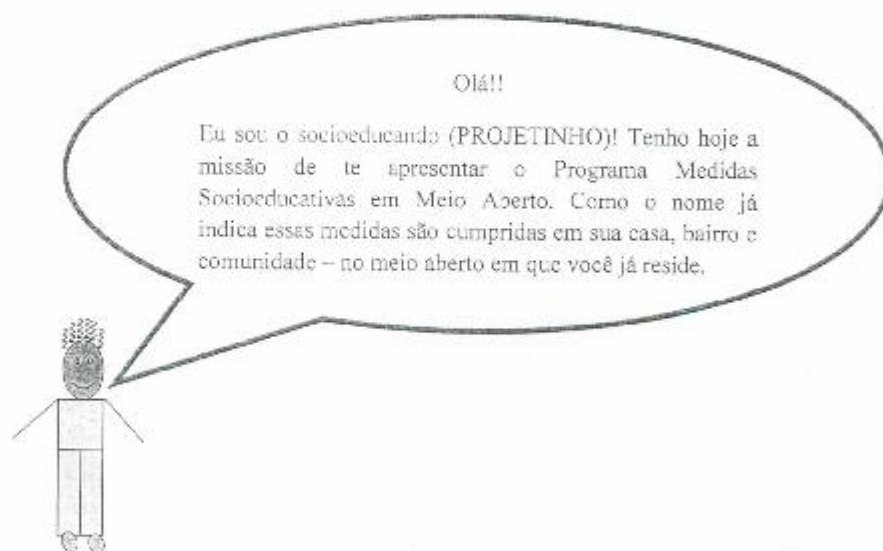 Olá!!
Eu sou o socioeducando (PROJETINHO)! Tenho hoje a
missão de te apresentar o Programa Medidas
Socioeducativas em Meio Aberto. Como o nome já
indica essas medidas são cumpridas em sua casa, bairro e
comunidade – no meio aberto em que você já reside.